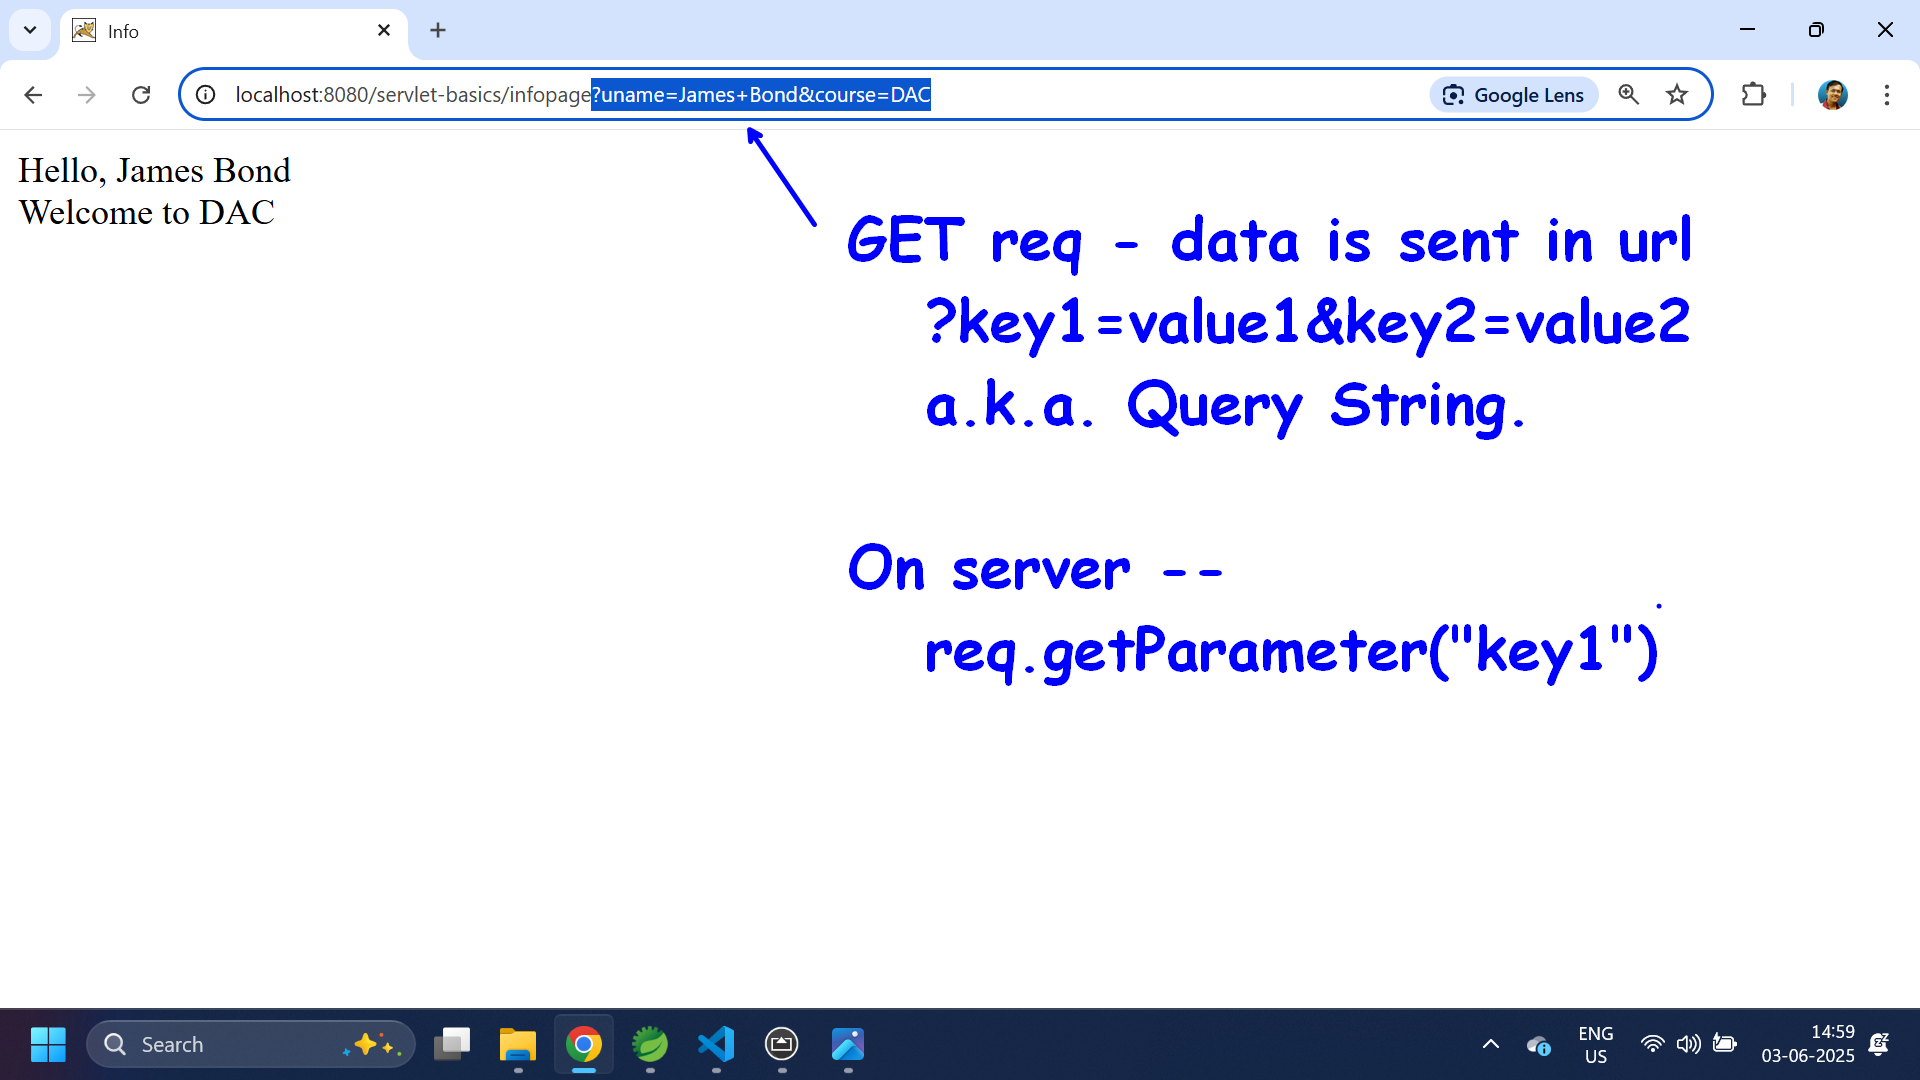 Info
localhost:8080/servlet-basics/infopage?uname=James+Bond&course=DAC
Google Lens
Hello, James Bond
Welcome to DAC
GET req - data is sent in url
?key1=value1&key2=value2
a.k.a. Query String.
On server --
req.getParameter("key1")
Search
ENG
US
14:59
03-06-2025